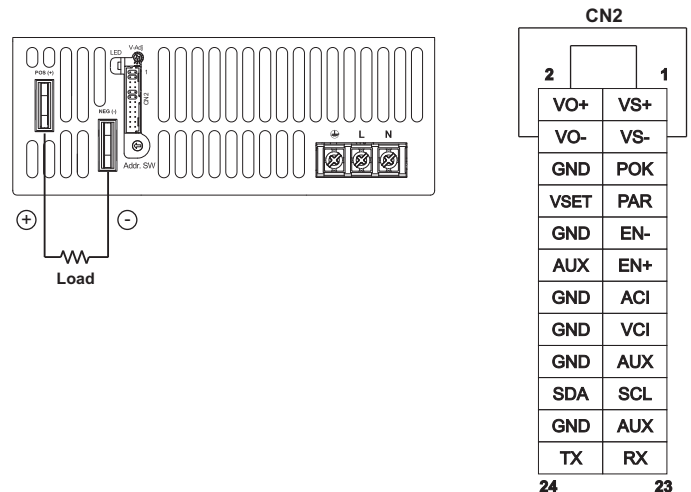 LED
V-Adj
POS (+)
1
CN2
NEG (-)
Addr. SW
L N
+ -
Load
CN2
2 1
VO+ VS+
VO- VS-
GND POK
VSET PAR
GND EN-
AUX EN+
GND ACI
GND VCI
GND AUX
SDA SCL
GND AUX
TX RX
24 23